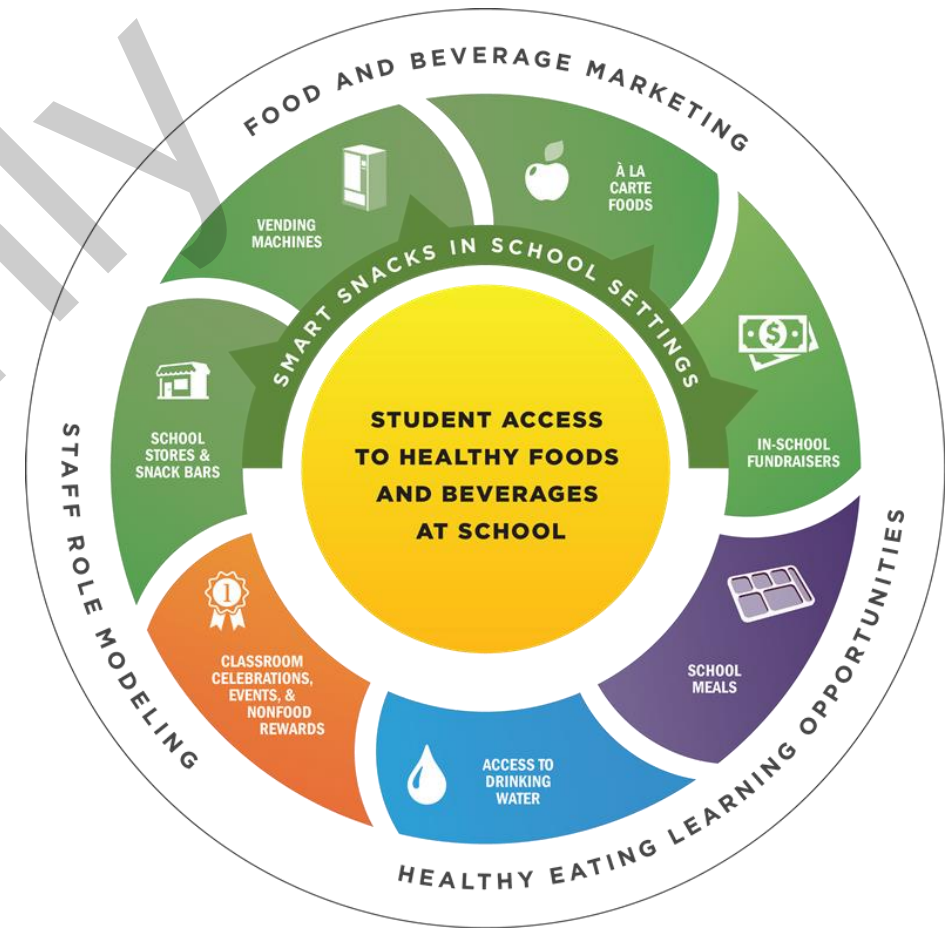 FOOD AND BEVERAGE MARKETING
VENDING
MACHINES
À LA
CARTE
FOODS
SMART SNACKS IN SCHOOL SETTINGS
SCHOOL
STORES &
SNACK BARS
IN-SCHOOL
FUNDRAISERS
STUDENT ACCESS
TO HEALTHY FOODS
AND BEVERAGES
AT SCHOOL
STAFF ROLE MODELING
CLASSROOM
CELEBRATIONS,
EVENTS, &
NONFOOD
REWARDS
1
$
SCHOOL
MEALS
ACCESS TO
DRINKING
WATER
HEALTHY EATING LEARNING OPPORTUNITIES